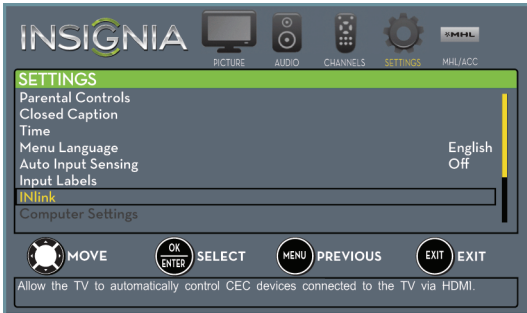 INSIGNIA
PICTURE AUDIO CHANNELS SETTINGS MHL MHL/ACC
SETTINGS
Parental Controls
Closed Caption
Time
Menu Language English
Auto Input Sensing Off
Input Labels
INlink
Computer Settings
MOVE OK ENTER SELECT MENU PREVIOUS EXIT EXIT
Allow the TV to automatically control CEC devices connected to the TV via HDMI.